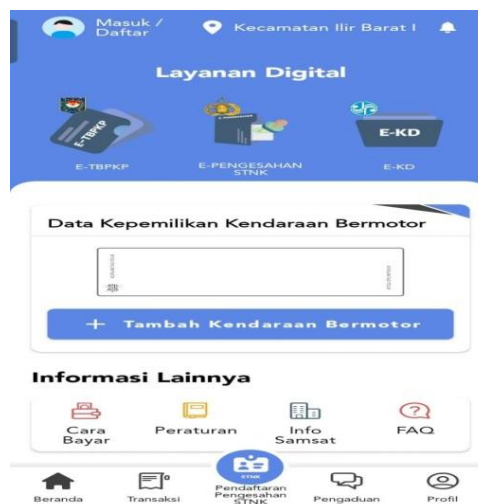 Masuk /
Daftar
Kecamatan Ilir Barat I
Layanan Digital
E-TBPKP
E-KD
E-TBPKP
E-PENGESAHAN
STNK
E-KD
Data Kepemilikan Kendaraan Bermotor
+ Tambah Kendaraan Bermotor
Informasi Lainnya
Cara
Bayar
Peraturan
Info
Samsat
FAQ
STNK
Beranda
Transaksi
Pendaftaran
Pengesahan
STNK
Pengaduan
Profil